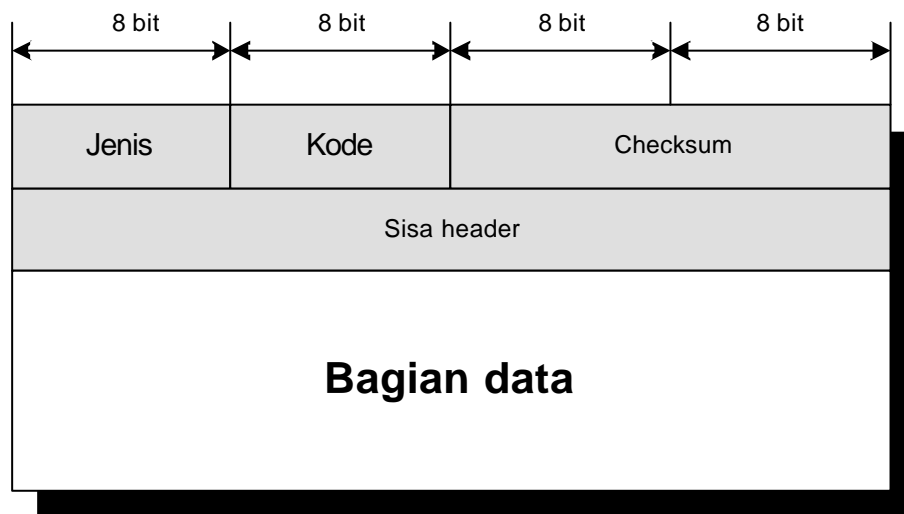 8 bit 8 bit 8 bit 8 bit
Jenis Kode Checksum
Sisa header
Bagian data